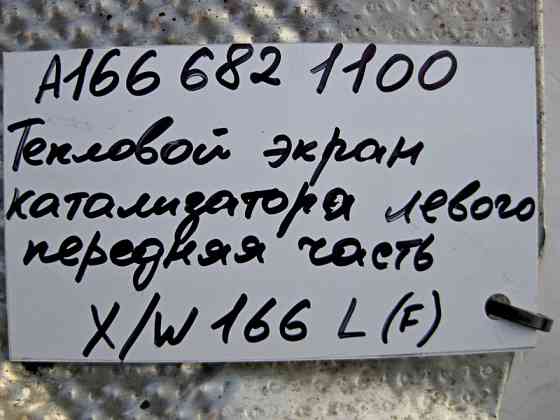 A166 682 1100
Тепловой экран
катализатора левого
передняя часть
X/W 166 L (F)